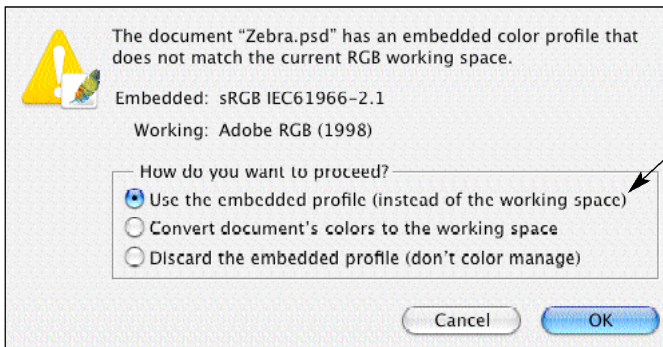 The document “Zebra.psd” has an embedded color profile that
does not match the current RGB working space.
Embedded: sRGB IEC61966-2.1
Working: Adobe RGB (1998)
How do you want to proceed?
Use the embedded profile (instead of the working space)
Convert document's colors to the working space
Discard the embedded profile (don't color manage)
Cancel
OK